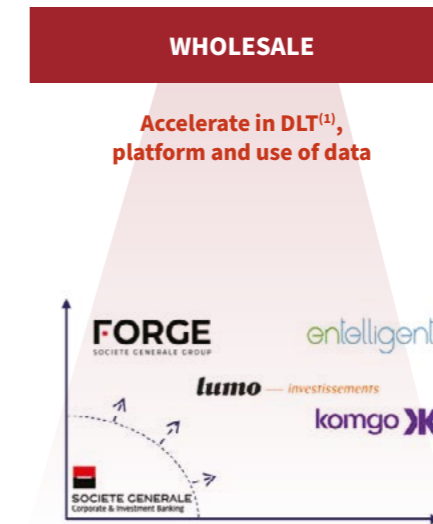 WHOLESALE
Accelerate in DLT(1),
platform and use of data
FORGE
SOCIETE GENERALE GROUP
entelligent
lumo — investissements
komgo
SOCIETE GENERALE
Corporate & Investment Banking